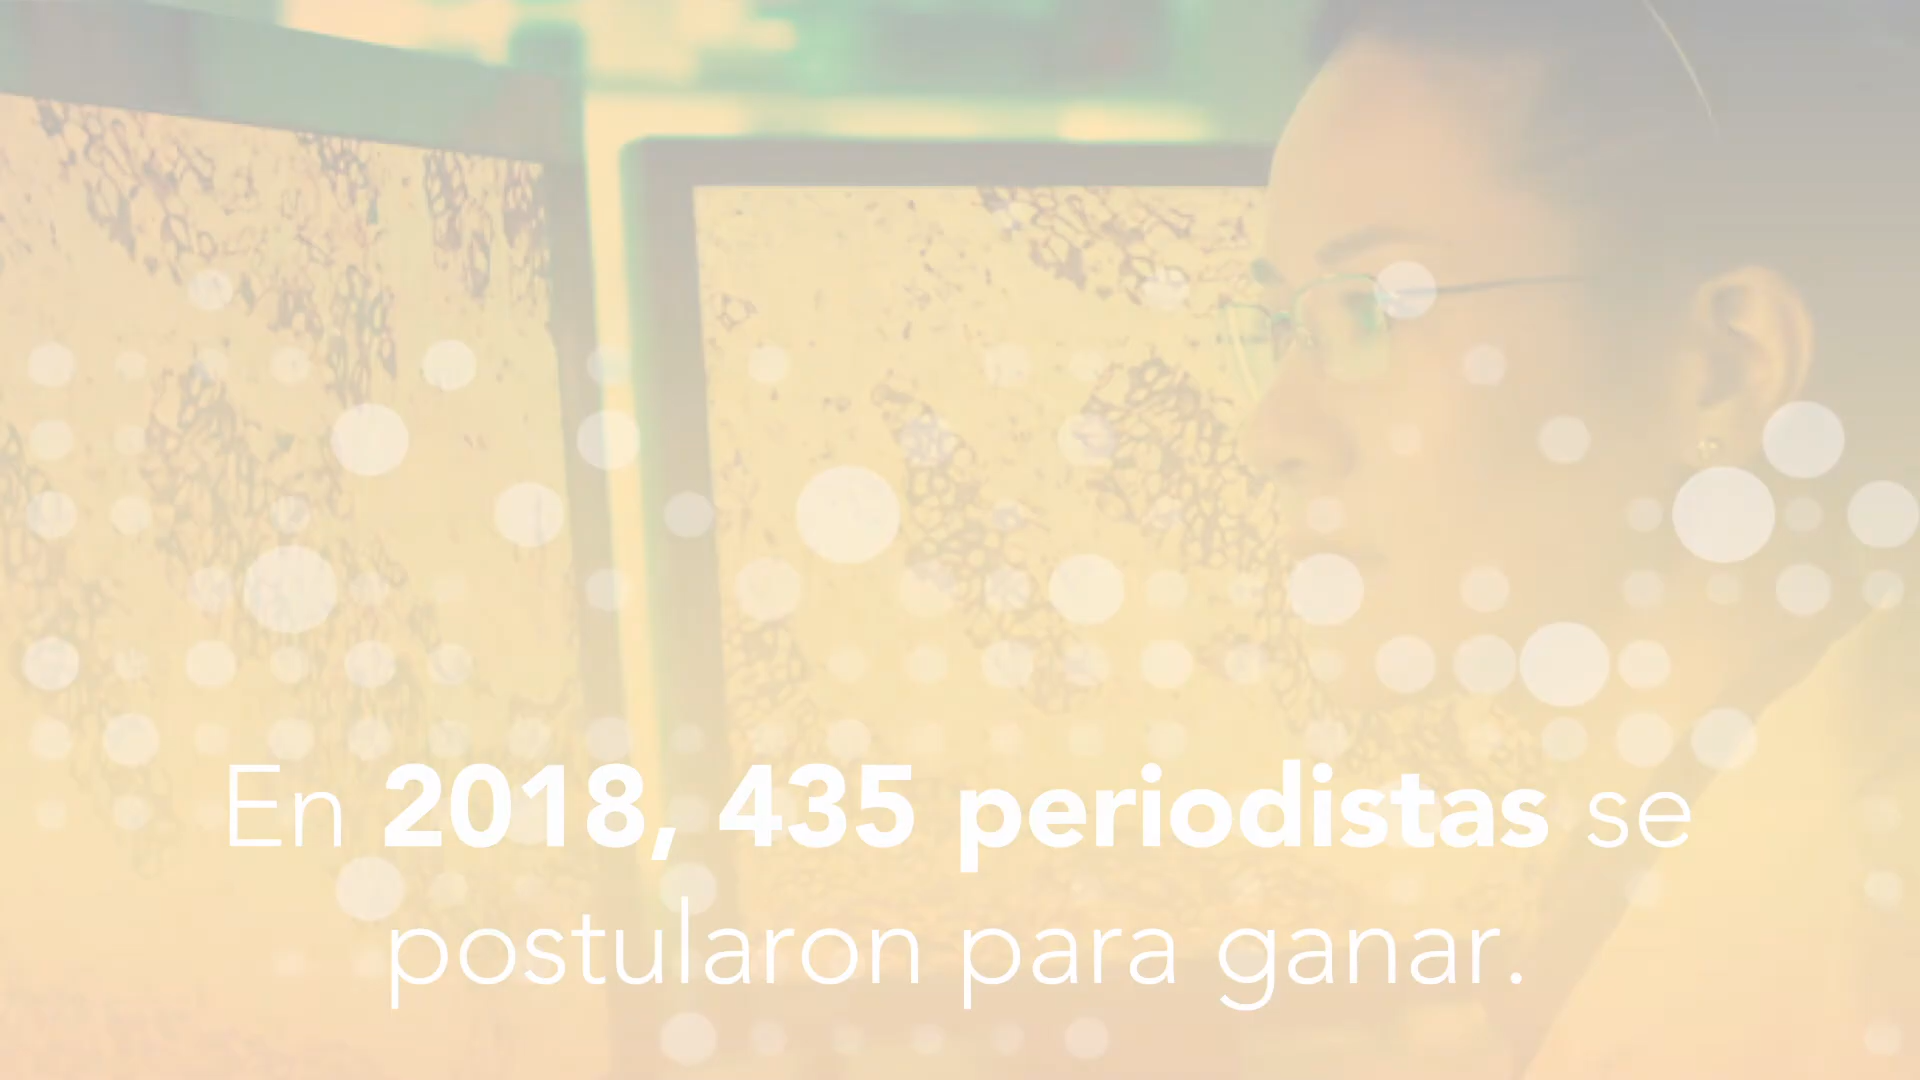 En 2018, 435 periodistas se
postularon para ganar.